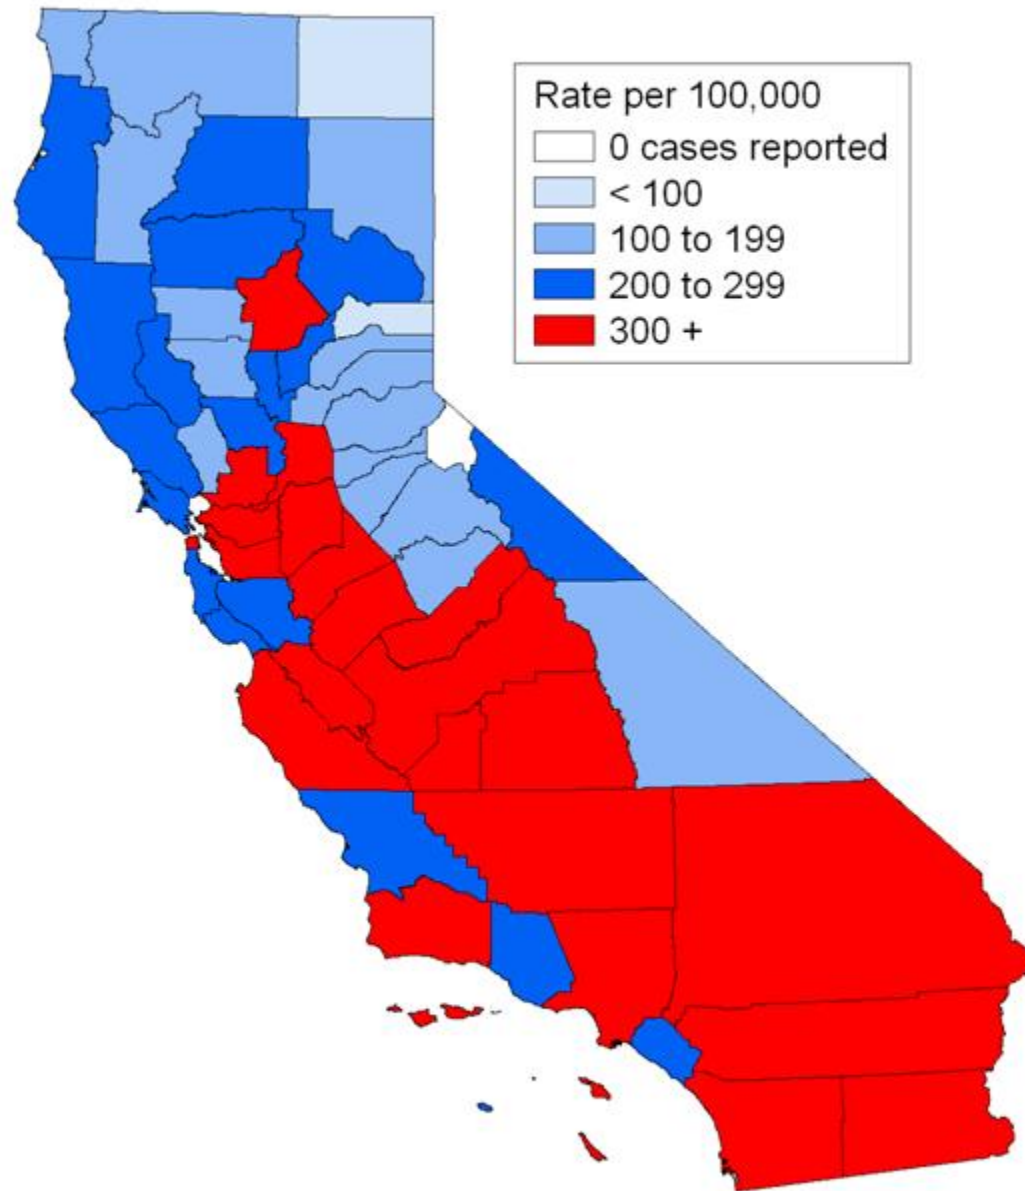 Rate per 100,000
0 cases reported
< 100
100 to 199
200 to 299
300 +